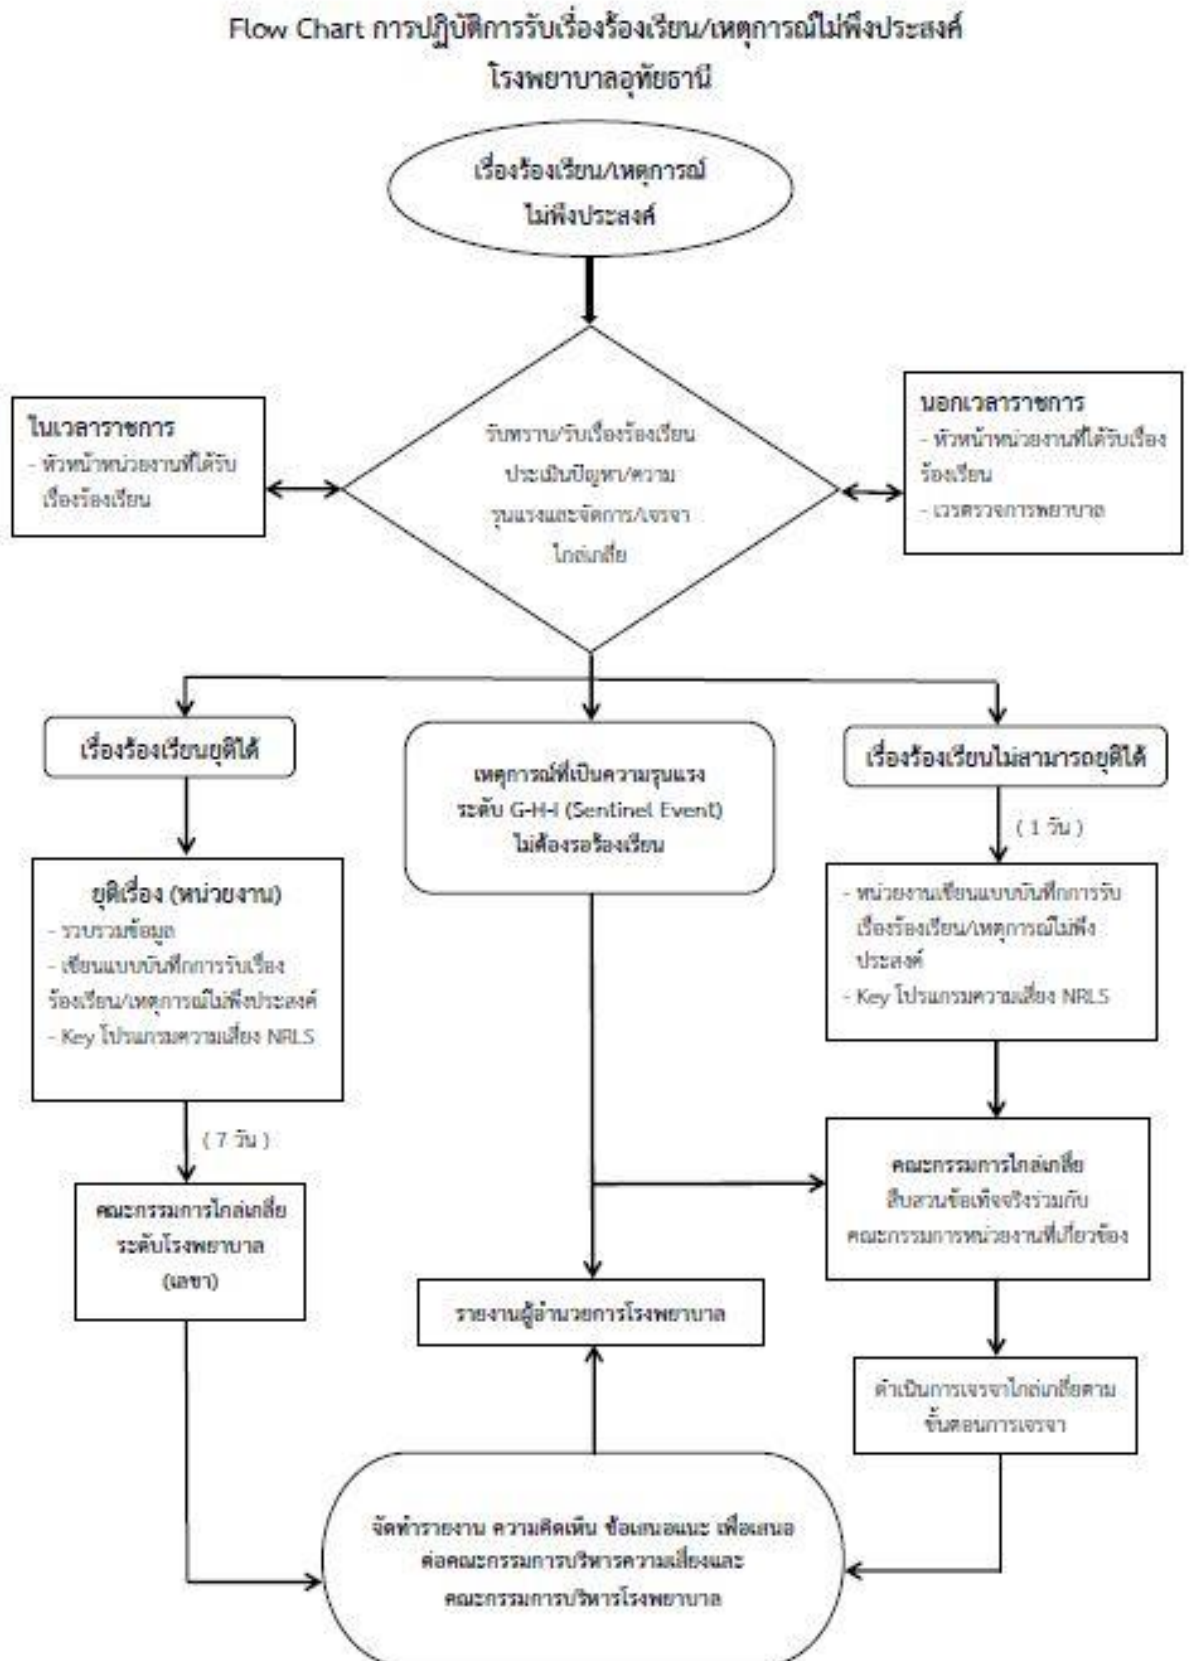 Flow Chart การปฏิบัติการรับเรื่องร้องเรียน/เหตุการณ์ไม่พึงประสงค์
โรงพยาบาลอุทัยธานี
เรื่องร้องเรียน/เหตุการณ์
ไม่พึงประสงค์
ในเวลาราชการ
- หัวหน้าหน่วยงานที่ได้รับ
เรื่องร้องเรียน
รับทราบ/รับเรื่องร้องเรียน
ประเมินปัญหา/ความ
รุนแรงและจัดการ/เจรจา
ไกล่เกลี่ย
นอกเวลาราชการ
- หัวหน้าหน่วยงานที่ได้รับเรื่อง
ร้องเรียน
- เวรตรวจการพยาบาล
เรื่องร้องเรียนยุติได้
เหตุการณ์ที่เป็นความรุนแรง
ระดับ G-H-I (Sentinel Event)
ไม่ต้องรอร้องเรียน
เรื่องร้องเรียนไม่สามารถยุติได้
( 1 วัน )
ยุติเรื่อง (หน่วยงาน)
- รวบรวมข้อมูล
- เขียนแบบบันทึกการรับเรื่อง
ร้องเรียน/เหตุการณ์ไม่พึงประสงค์
- Key โปรแกรมความเสี่ยง NRLS
- หน่วยงานเขียนแบบบันทึกการรับ
เรื่องร้องเรียน/เหตุการณ์ไม่พึง
ประสงค์
- Key โปรแกรมความเสี่ยง NRLS
( 7 วัน )
คณะกรรมการไกล่เกลี่ย
ระดับโรงพยาบาล
(เลขา)
คณะกรรมการไกล่เกลี่ย
สืบสวนข้อเท็จจริงร่วมกับ
คณะกรรมการหน่วยงานที่เกี่ยวข้อง
รายงานผู้อำนวยการโรงพยาบาล
ดำเนินการเจรจาไกล่เกลี่ยตาม
ขั้นตอนการเจรจา
จัดทำรายงาน ความคิดเห็น ข้อเสนอแนะ เพื่อเสนอ
ต่อคณะกรรมการบริหารความเสี่ยงและ
คณะกรรมการบริหารโรงพยาบาล